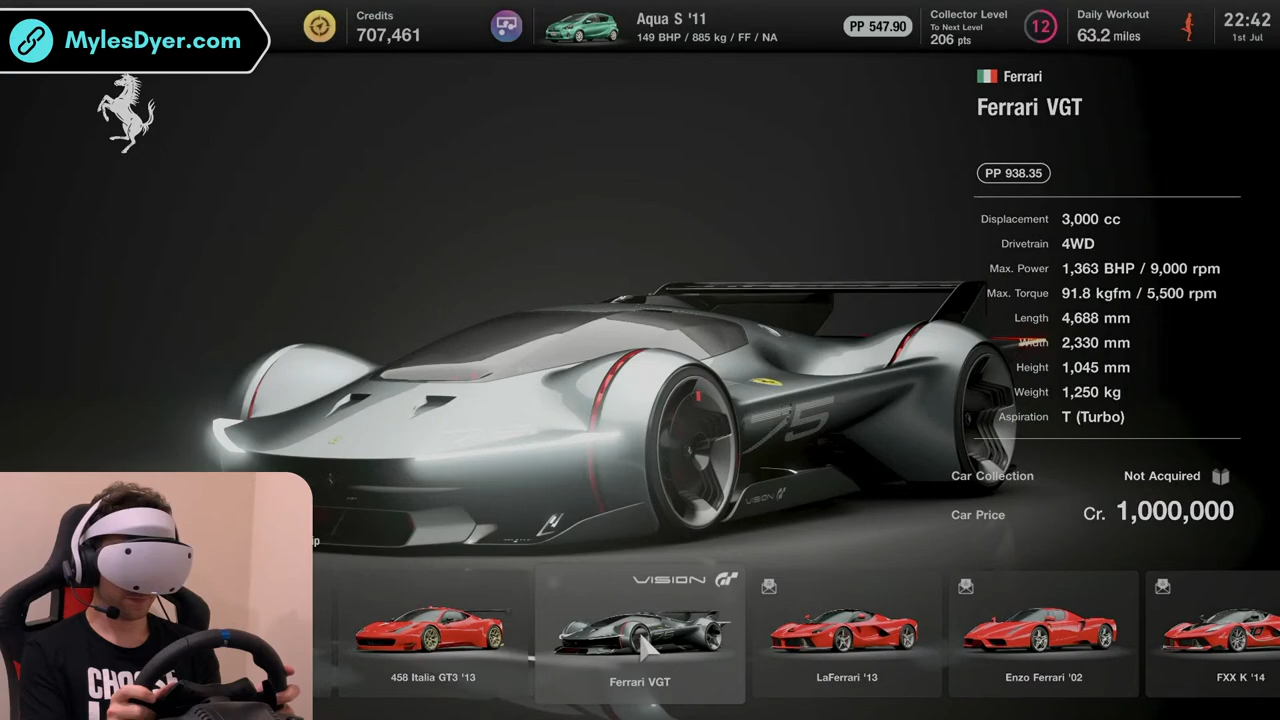 MylesDyer.com
Credits
707,461
Aqua S '11
149 BHP / 885 kg / FF / NA
PP 547.90
Collector Level
To Next Level
206 pts
12
Daily Workout
63.2 miles
22:42
1st Jul
Ferrari
Ferrari VGT
PP 938.35
Displacement 3,000 cc
Drivetrain 4WD
Max. Power 1,363 BHP / 9,000 rpm
Max. Torque 91.8 kgfm / 5,500 rpm
Length 4,688 mm
Width 2,330 mm
Height 1,045 mm
Weight 1,250 kg
Aspiration T (Turbo)
75
VISION GT
Car Collection Not Acquired
Car Price Cr. 1,000,000
VISION GT
458 Italia GT3 '13
Ferrari VGT
LaFerrari '13
Enzo Ferrari '02
FXX K '14